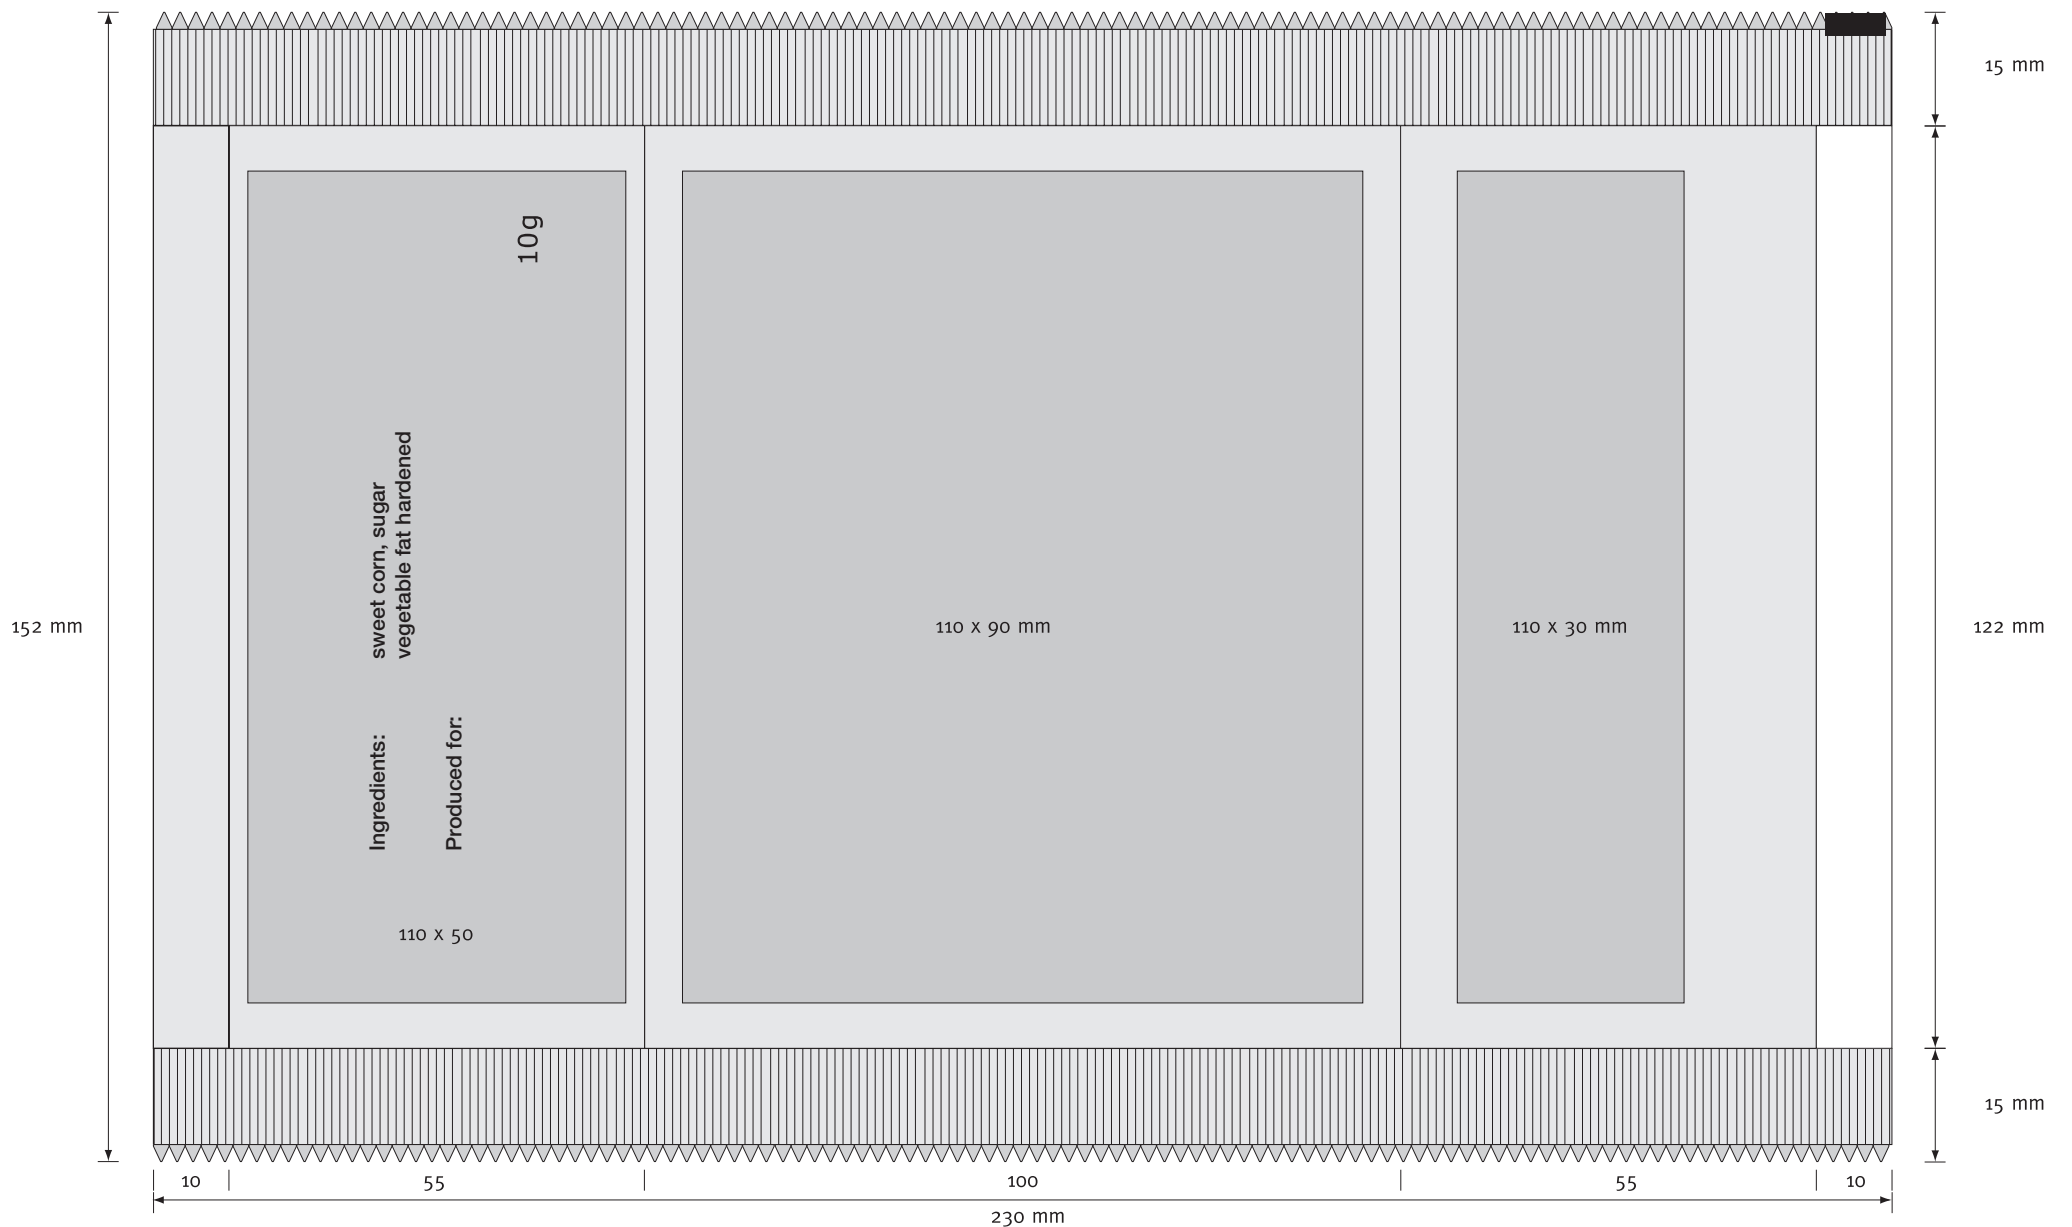 15 mm
10g
sweet corn, sugar
vegetable fat hardened
Ingredients:
Produced for:
152 mm
110 x 90 mm
110 x 30 mm
122 mm
110 x 50
15 mm
10
55
100
55
10
230 mm